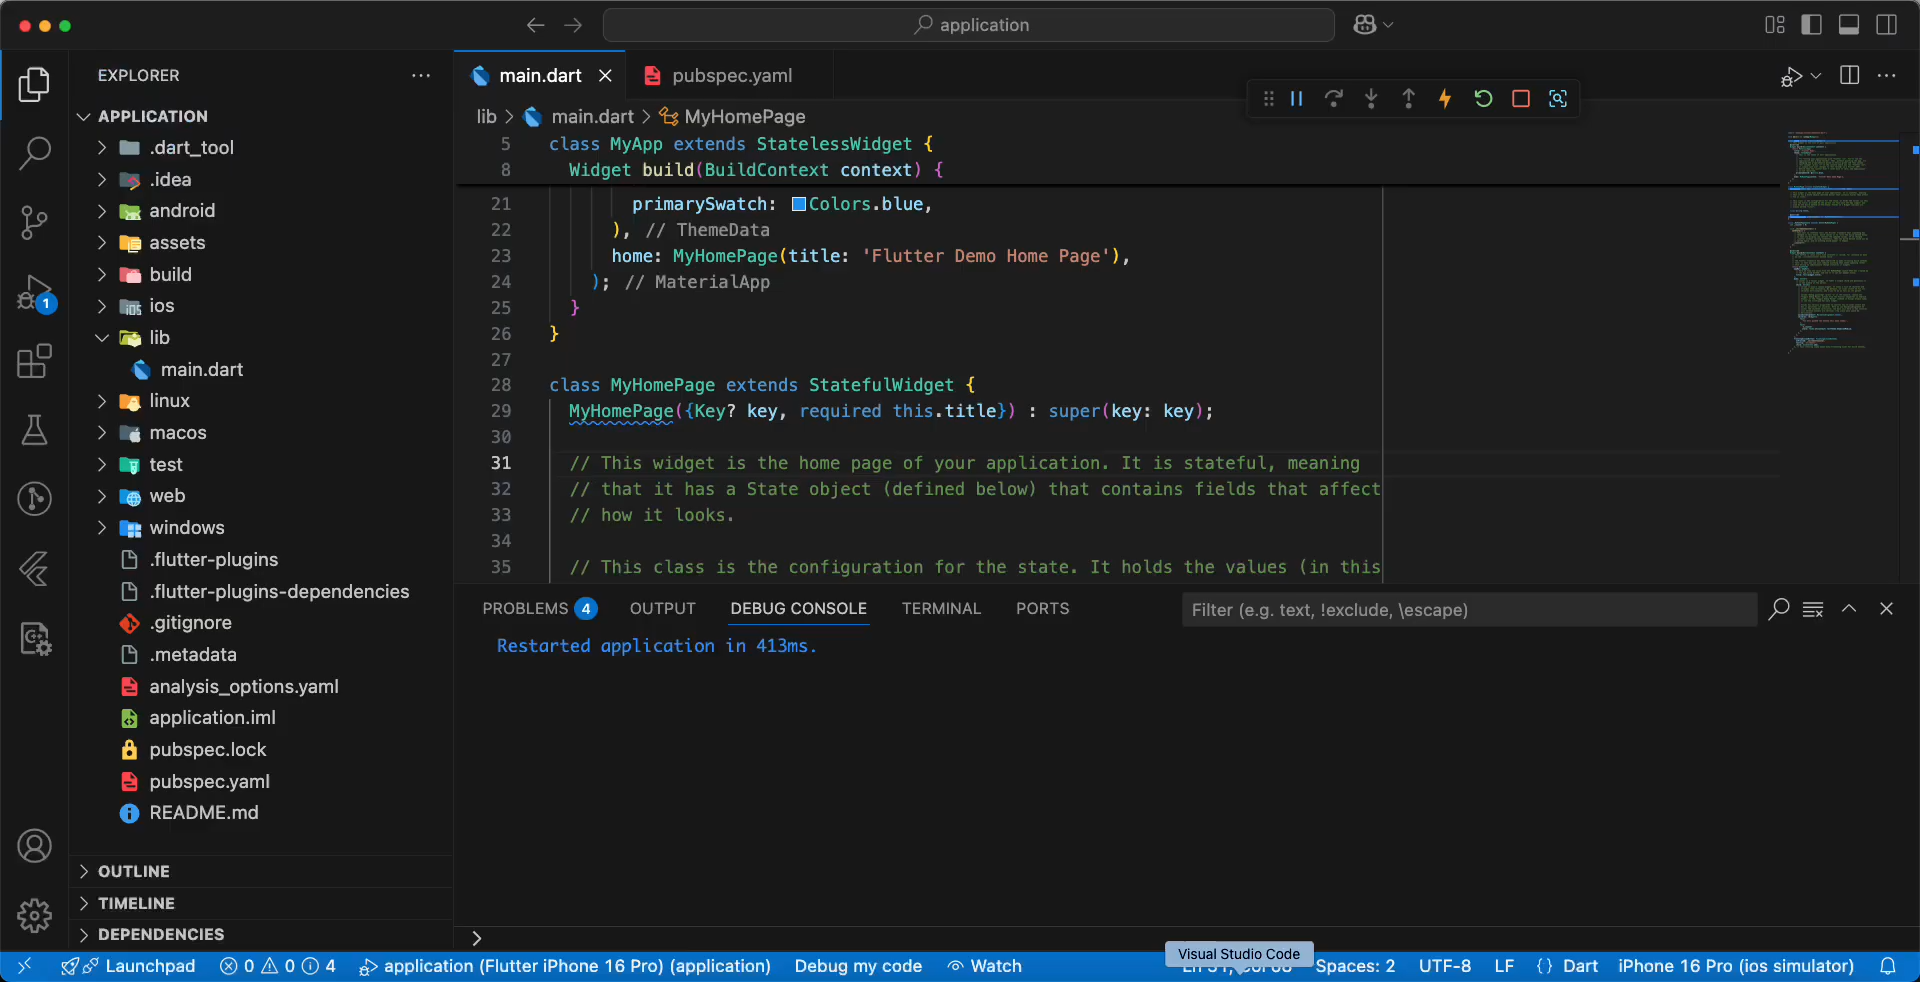 application
EXPLORER
APPLICATION
.dart_tool
.idea
android
assets
build
ios
lib
main.dart
linux
macos
test
web
windows
.flutter-plugins
.flutter-plugins-dependencies
.gitignore
.metadata
analysis_options.yaml
application.iml
pubspec.lock
pubspec.yaml
README.md
OUTLINE
TIMELINE
DEPENDENCIES
1
main.dart
pubspec.yaml
lib > main.dart > MyHomePage
5 class MyApp extends StatelessWidget {
8 Widget build(BuildContext context) {
21 primarySwatch: Colors.blue,
22 ), // ThemeData
23 home: MyHomePage(title: 'Flutter Demo Home Page'),
24 ); // MaterialApp
25 }
26 }
27
28 class MyHomePage extends StatefulWidget {
29 MyHomePage({Key? key, required this.title}) : super(key: key);
30
31 // This widget is the home page of your application. It is stateful, meaning
32 // that it has a State object (defined below) that contains fields that affect
33 // how it looks.
34
35 // This class is the configuration for the state. It holds the values (in this
PROBLEMS 4 OUTPUT DEBUG CONSOLE TERMINAL PORTS
Filter (e.g. text, !exclude, \escape)
Restarted application in 413ms.
Visual Studio Code
Launchpad 0 0 4 application (Flutter iPhone 16 Pro) (application) Debug my code Watch Spaces: 2 UTF-8 LF {} Dart iPhone 16 Pro (ios simulator)